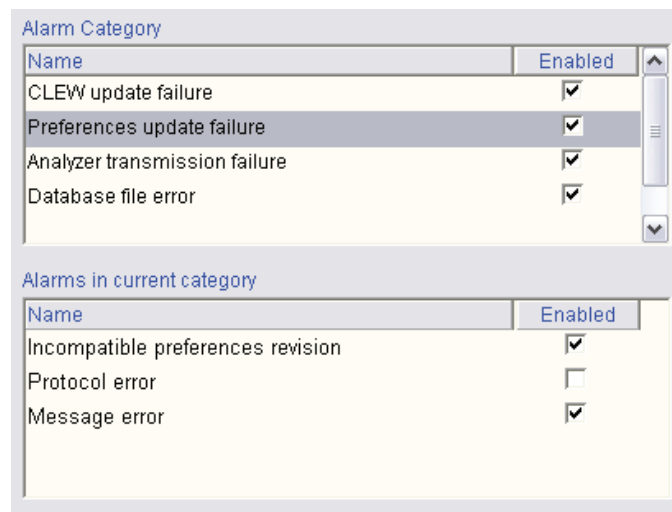 Alarm Category
Name Enabled
CLEW update failure
Preferences update failure
Analyzer transmission failure
Database file error
Alarms in current category
Name Enabled
Incompatible preferences revision
Protocol error
Message error